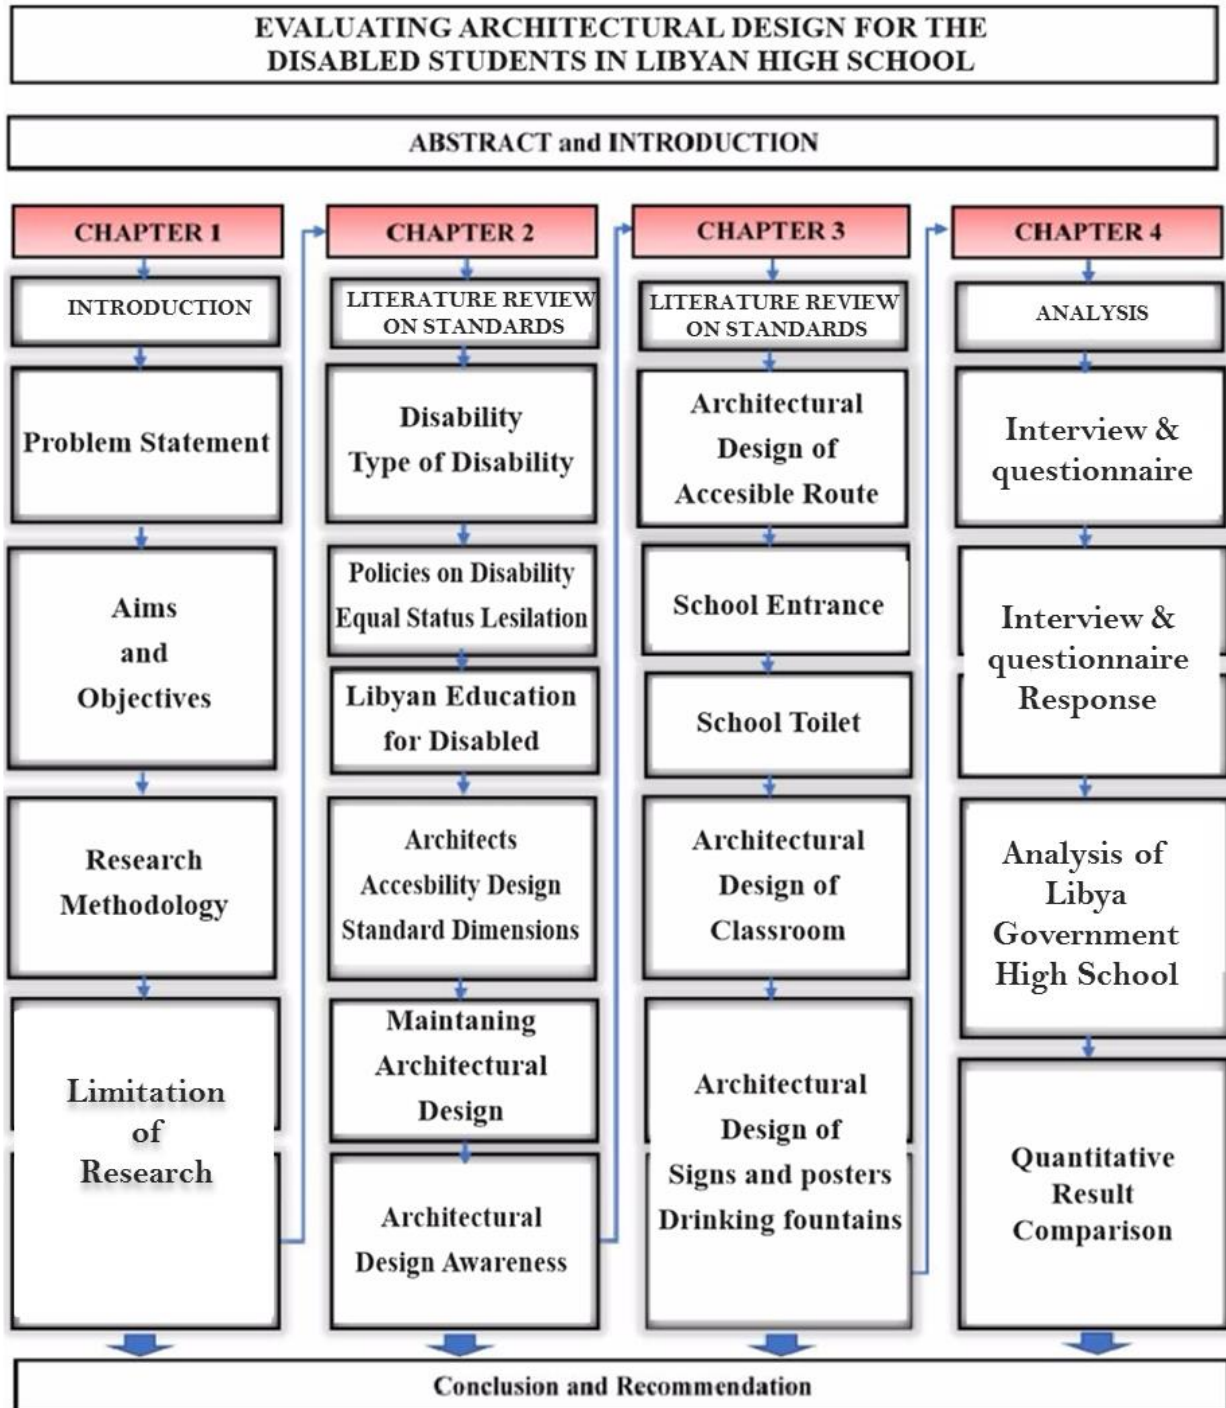 EVALUATING ARCHITECTURAL DESIGN FOR THE
DISABLED STUDENTS IN LIBYAN HIGH SCHOOL
ABSTRACT and INTRODUCTION
CHAPTER 1
INTRODUCTION
Problem Statement
Aims
and
Objectives
Research
Methodology
Limitation
of
Research
CHAPTER 2
LITERATURE REVIEW
ON STANDARDS
Disability
Type of Disability
Policies on Disability
Equal Status Lesilation
Libyan Education
for Disabled
Architects
Accesbility Design
Standard Dimensions
Maintaning
Architectural
Design
Architectural
Design Awareness
CHAPTER 3
LITERATURE REVIEW
ON STANDARDS
Architectural
Design of
Accesible Route
School Entrance
School Toilet
Architectural
Design of
Classroom
Architectural
Design of
Signs and posters
Drinking fountains
CHAPTER 4
ANALYSIS
Interview &
questionnaire
Interview &
questionnaire
Response
Analysis of
Libya
Government
High School
Quantitative
Result
Comparison
Conclusion and Recommendation